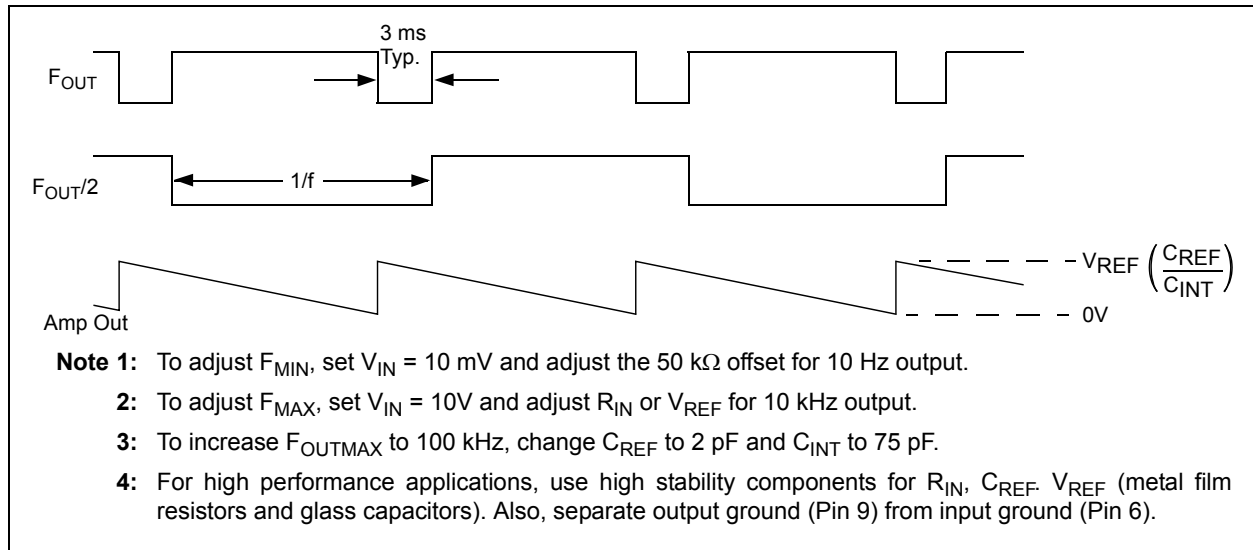 3 ms
Typ.
FOUT
1/f
FOUT/2
VREF (CREF/CINT)
Amp Out
0V
Note 1: To adjust FMIN, set VIN = 10 mV and adjust the 50 kΩ offset for 10 Hz output.
2: To adjust FMAX, set VIN = 10V and adjust RIN or VREF for 10 kHz output.
3: To increase FOUTMAX to 100 kHz, change CREF to 2 pF and CINT to 75 pF.
4: For high performance applications, use high stability components for RIN, CREF. VREF (metal film
resistors and glass capacitors). Also, separate output ground (Pin 9) from input ground (Pin 6).